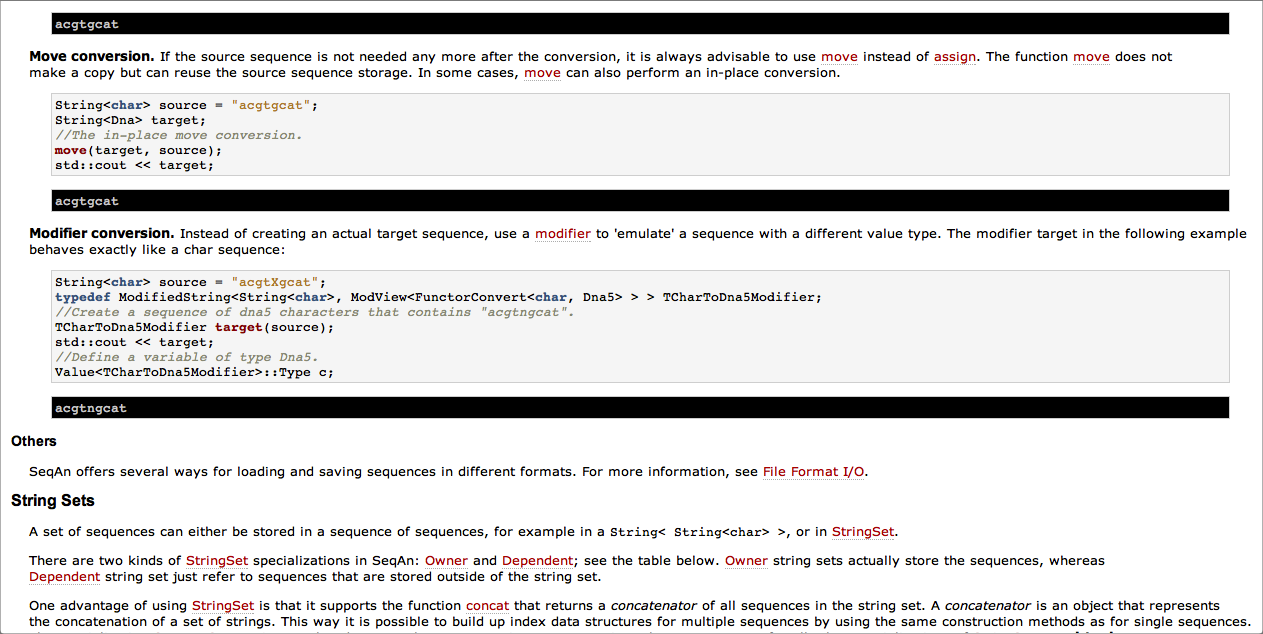 acgtgcat
Move conversion. If the source sequence is not needed any more after the conversion, it is always advisable to use move instead of assign. The function move does not
make a copy but can reuse the source sequence storage. In some cases, move can also perform an in-place conversion.
String<char> source = "acgtgcat";
String<Dna> target;
//The in-place move conversion.
move(target, source);
std::cout << target;
acgtgcat
Modifier conversion. Instead of creating an actual target sequence, use a modifier to 'emulate' a sequence with a different value type. The modifier target in the following example
behaves exactly like a char sequence:
String<char> source = "acgtXgcat";
typedef ModifiedString<String<char>, ModView<FunctorConvert<char, Dna5> > > TCharToDna5Modifier;
//Create a sequence of dna5 characters that contains "acgtngcat".
TCharToDna5Modifier target(source);
std::cout << target;
//Define a variable of type Dna5.
Value<TCharToDna5Modifier>::Type c;
acgtngcat
Others
SeqAn offers several ways for loading and saving sequences in different formats. For more information, see File Format I/O.
String Sets
A set of sequences can either be stored in a sequence of sequences, for example in a String< String<char> >, or in StringSet.
There are two kinds of StringSet specializations in SeqAn: Owner and Dependent; see the table below. Owner string sets actually store the sequences, whereas
Dependent string set just refer to sequences that are stored outside of the string set.
One advantage of using StringSet is that it supports the function concat that returns a concatenator of all sequences in the string set. A concatenator is an object that represents
the concatenation of a set of strings. This way it is possible to build up index data structures for multiple sequences by using the same construction methods as for single sequences.